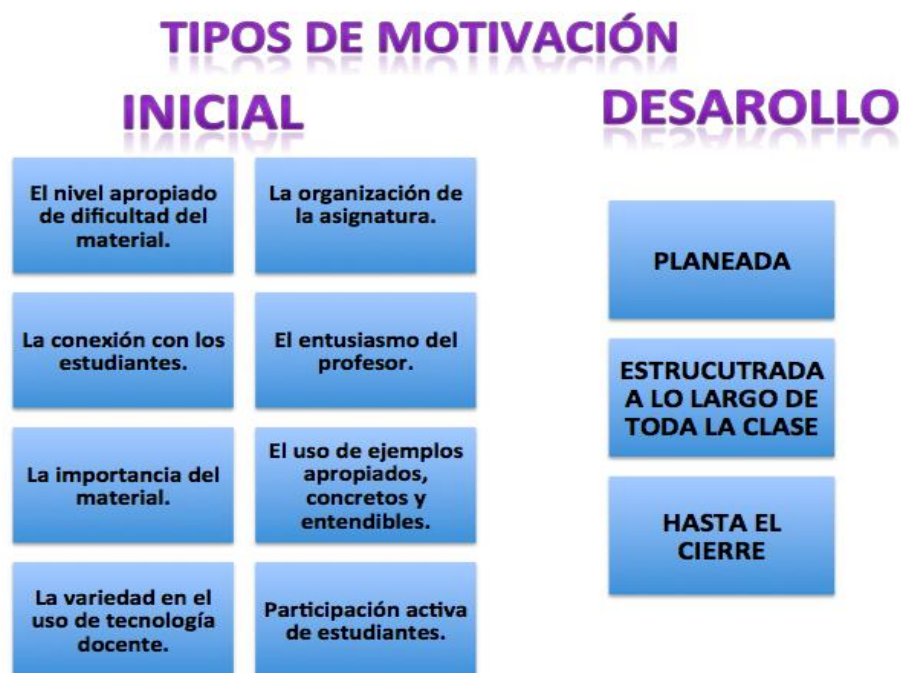 TIPOS DE MOTIVACIÓN
INICIAL
El nivel apropiado
de dificultad del
material.
La organización de
la asignatura.
La conexión con los
estudiantes.
El entusiasmo del
profesor.
La importancia del
material.
El uso de ejemplos
apropiados,
concretos y
entendibles.
La variedad en el
uso de tecnología
docente.
Participación activa
de estudiantes.
DESAROLLO
PLANEADA
ESTRUCUTRADA
A LO LARGO DE
TODA LA CLASE
HASTA EL
CIERRE